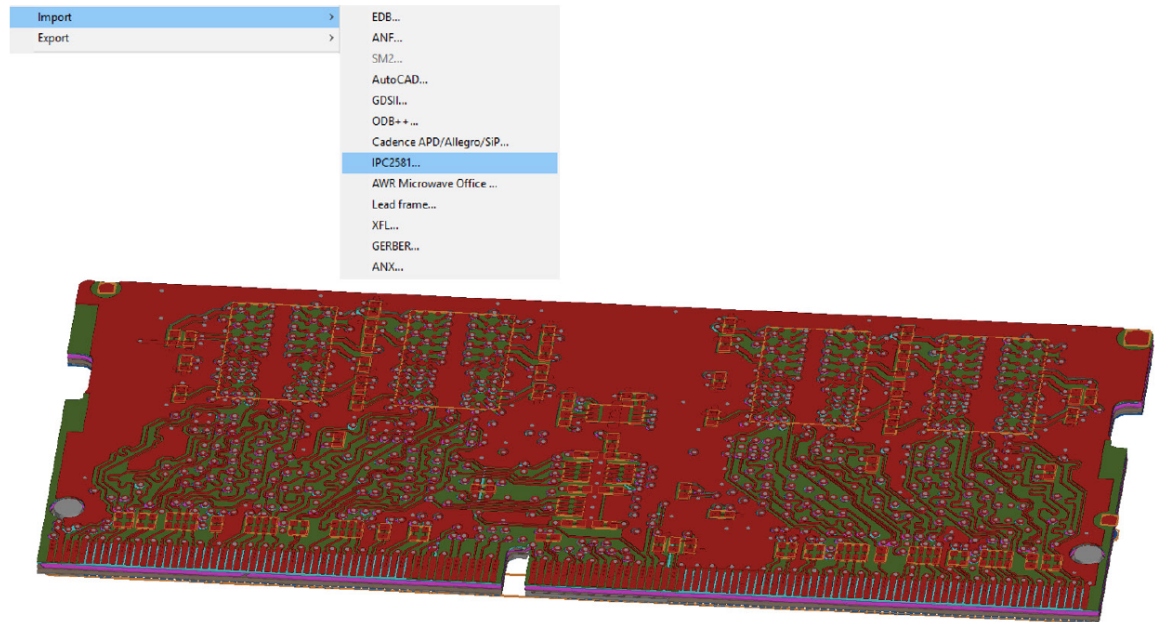 Import
Export
EDB...
ANF...
SM2...
AutoCAD...
GDSII...
ODB++...
Cadence APD/Allegro/SiP...
IPC2581...
AWR Microwave Office ...
Lead frame...
XFL...
GERBER...
ANX...